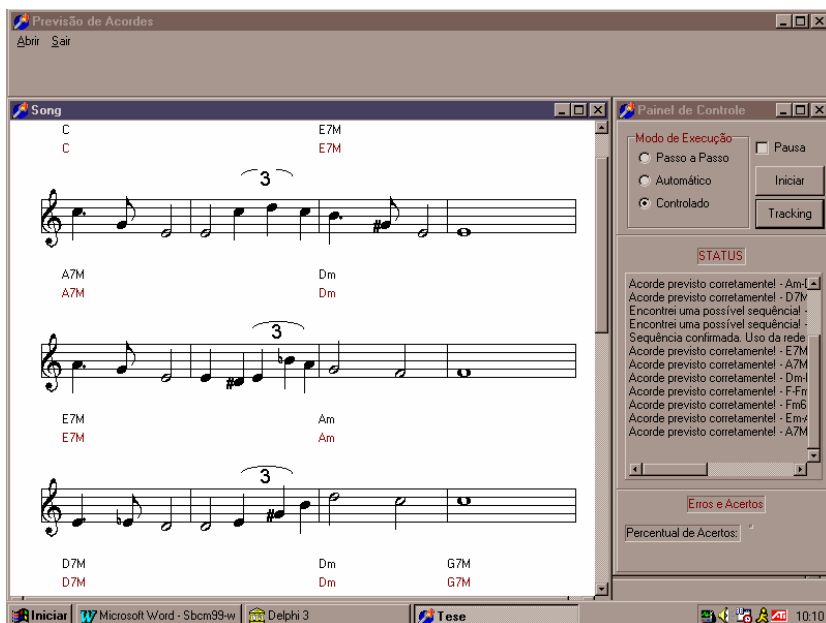 Previsão de Acordes
Abrir Sair
Song
C E7M
C E7M
3
A7M Dm
A7M Dm
3
E7M Am
E7M Am
3
D7M Dm G7M
D7M Dm G7M
Painel de Controle
Modo de Execução
Passo a Passo
Automático
Controlado
Pausa
Iniciar
Tracking
STATUS
Acorde previsto corretamente! - Am-
Acorde previsto corretamente! - D7M
Encontrei uma possível sequência! -
Encontrei uma possível sequência! -
Sequência confirmada. Uso da rede
Acorde previsto corretamente! - E7M
Acorde previsto corretamente! - A7M
Acorde previsto corretamente! - Dm-
Acorde previsto corretamente! - F-Fm
Acorde previsto corretamente! - Fm6
Acorde previsto corretamente! - Em-
Acorde previsto corretamente! - A7M
Erros e Acertos
Percentual de Acertos:
Iniciar Microsoft Word - Sbcm99-w Delphi 3 Tese ATI 10:10